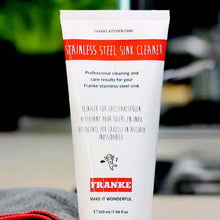 FRANKE KITCHEN CARE
STAINLESS STEEL SINK CLEANER
Professional cleaning and
care results for your
Franke stainless steel sink
REINIGER FÜR EDELSTAHLSPÜLEN
NETTOYANT POUR ÉVIERS EN INOX
DETERGENTE PER LAVELLI IN ACCIAIO
INOSSIDABILE
FRANKE
MAKE IT WONDERFUL
℮ 200 ml/7.04 fl oz